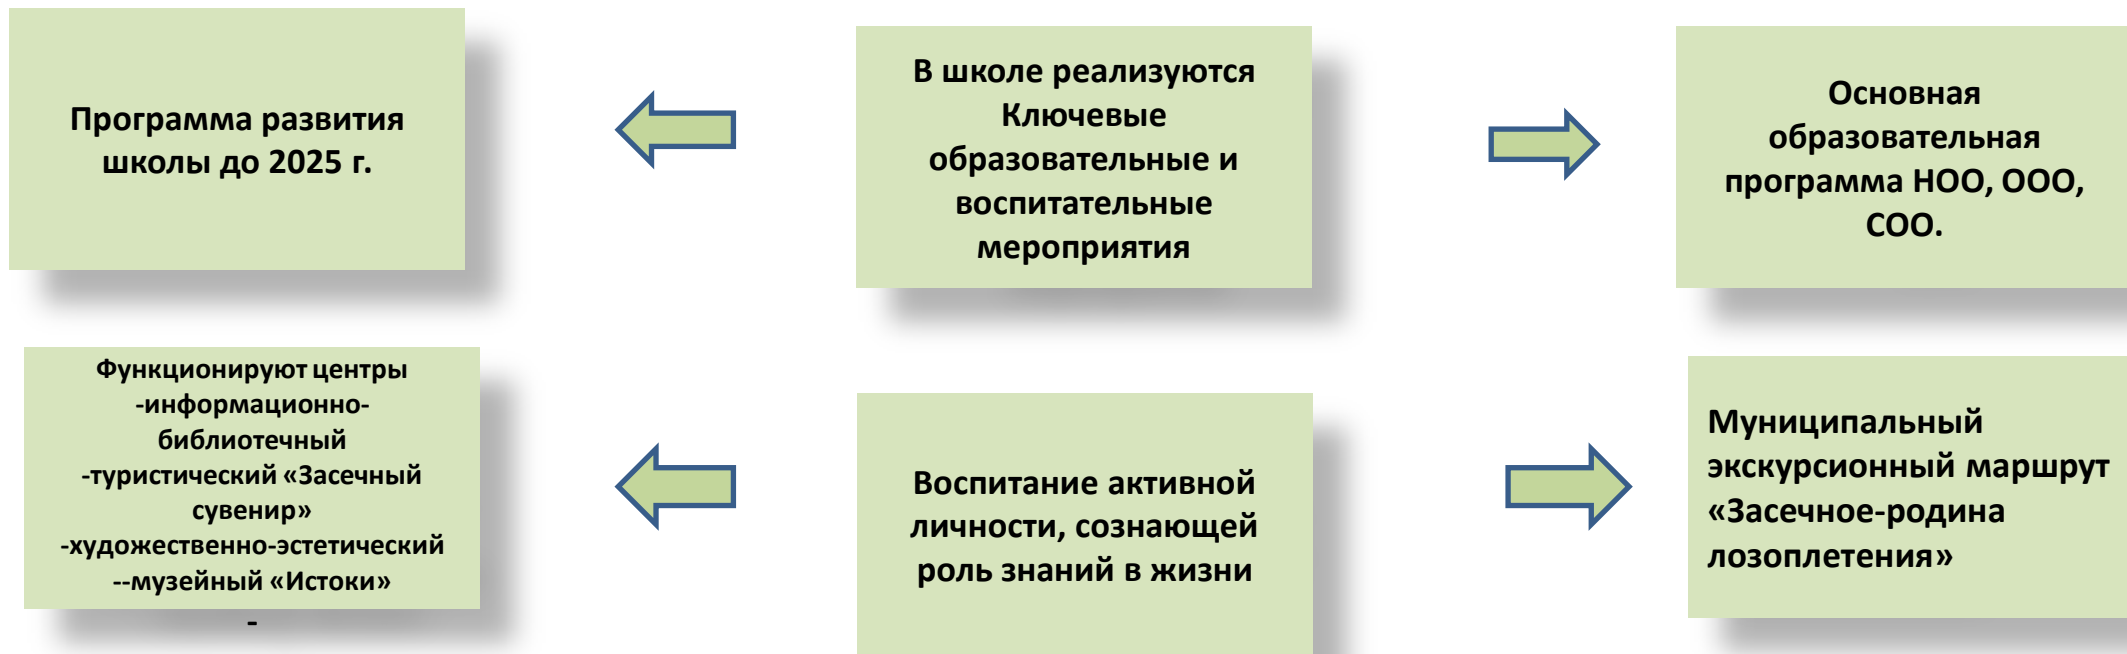 Программа развития
школы до 2025 г.
В школе реализуются
Ключевые
образовательные и
воспитательные
мероприятия
Основная
образовательная
программа НОО, ООО,
СОО.
Функционируют центры
-информационно-
библиотечный
-туристический «Засечный
сувенир»
-художественно-эстетический
--музейный «Истоки»
-
Воспитание активной
личности, сознающей
роль знаний в жизни
Муниципальный
экскурсионный маршрут
«Засечное-родина
лозоплетения»